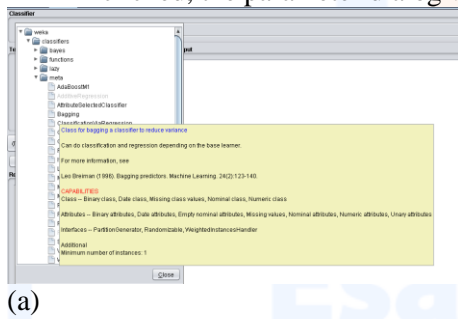 Classifier
weka
classifiers
bayes
functions
lazy
meta
AdaBoostM1
AdditiveRegression
AttributeSelectedClassifier
Bagging
ClassificationViaRegression
Class for bagging a classifier to reduce variance
Can do classification and regression depending on the base learner.
For more information, see
Leo Breiman (1996). Bagging predictors. Machine Learning. 24(2):123-140.
CAPABILITIES
Class -- Binary class, Date class, Missing class values, Nominal class, Numeric class
Attributes -- Binary attributes, Date attributes, Empty nominal attributes, Missing values, Nominal attributes, Numeric attributes, Unary attributes
Interfaces -- PartitionGenerator, Randomizable, WeightedInstancesHandler
Additional
Minimum number of instances: 1
Close
(a)